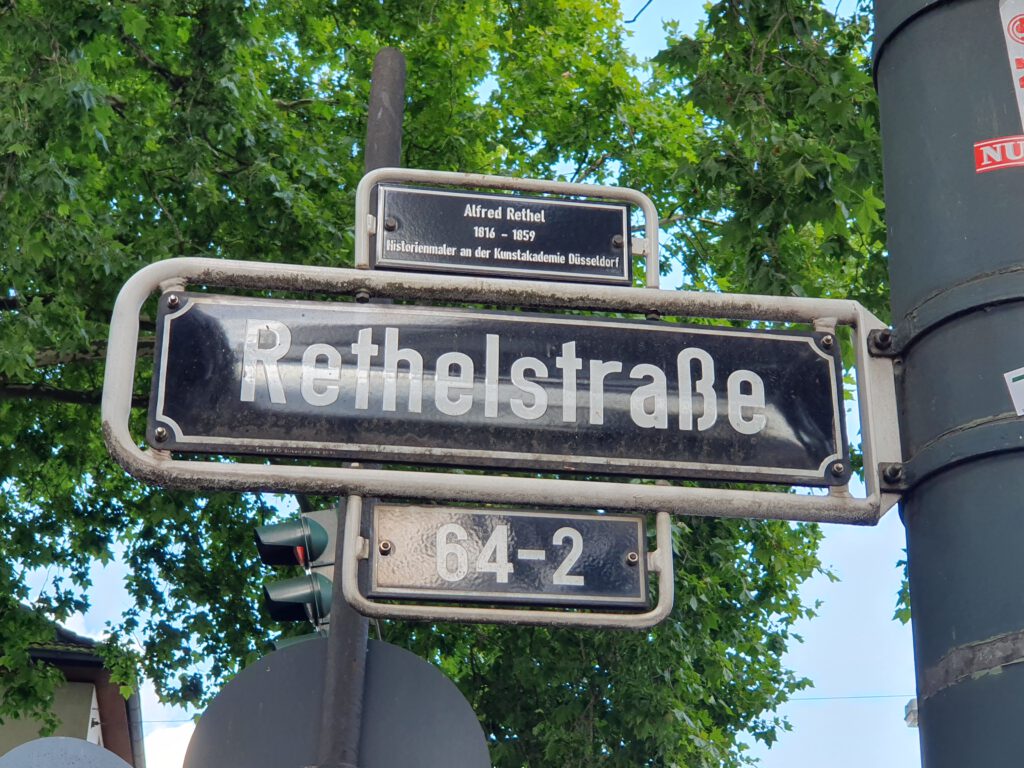 Alfred Rethel
1816 - 1859
Historienmaler an der Kunstakademie Düsseldorf
Rethelstraße
64-2